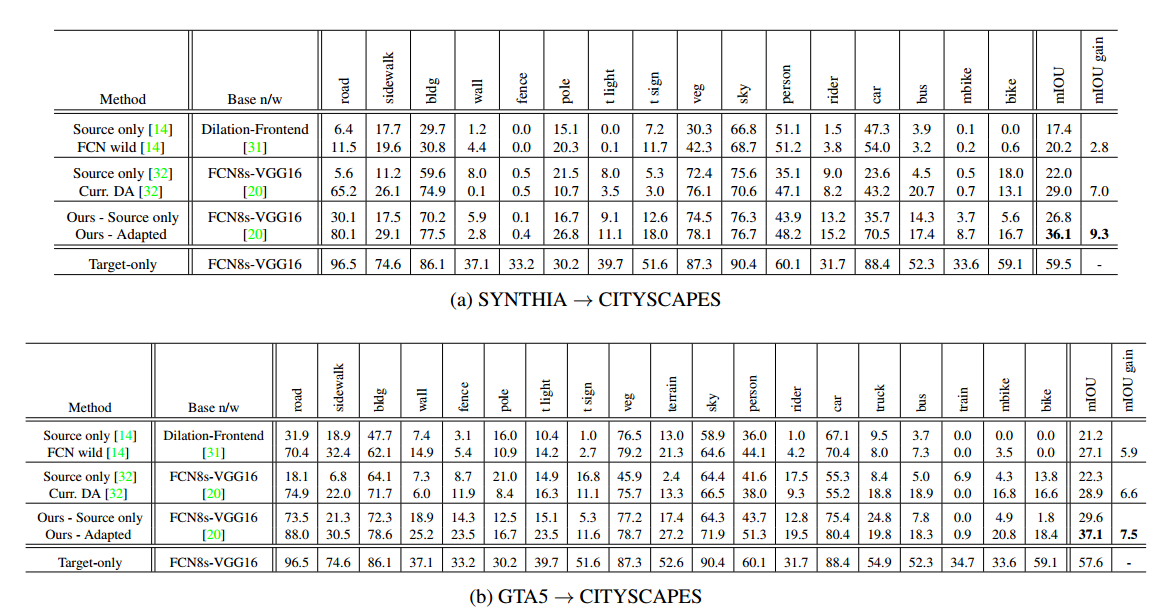 Method Base n/w road sidewalk bldg wall fence pole t light t sign veg sky person rider car bus mbike bike mIOU mIOU gain
Source only [14] Dilation-Frontend 6.4 17.7 29.7 1.2 0.0 15.1 0.0 7.2 30.3 66.8 51.1 1.5 47.3 3.9 0.1 0.0 17.4
FCN wild [14] [31] 11.5 19.6 30.8 4.4 0.0 20.3 0.1 11.7 42.3 68.7 51.2 3.8 54.0 3.2 0.2 0.6 20.2 2.8
Source only [32] FCN8s-VGG16 5.6 11.2 59.6 8.0 0.5 21.5 8.0 5.3 72.4 75.6 35.1 9.0 23.6 4.5 0.5 18.0 22.0
Curr. DA [32] [20] 65.2 26.1 74.9 0.1 0.5 10.7 3.5 3.0 76.1 70.6 47.1 8.2 43.2 20.7 0.7 13.1 29.0 7.0
Ours - Source only FCN8s-VGG16 30.1 17.5 70.2 5.9 0.1 16.7 9.1 12.6 74.5 76.3 43.9 13.2 35.7 14.3 3.7 5.6 26.8
Ours - Adapted [20] 80.1 29.1 77.5 2.8 0.4 26.8 11.1 18.0 78.1 76.7 48.2 15.2 70.5 17.4 8.7 16.7 36.1 9.3
Target-only FCN8s-VGG16 96.5 74.6 86.1 37.1 33.2 30.2 39.7 51.6 87.3 90.4 60.1 31.7 88.4 52.3 33.6 59.1 59.5 -
(a) SYNTHIA → CITYSCAPES
Method Base n/w road sidewalk bldg wall fence pole t light t sign veg terrain sky person rider car truck bus train mbike bike mIOU mIOU gain
Source only [14] Dilation-Frontend 31.9 18.9 47.7 7.4 3.1 16.0 10.4 1.0 76.5 13.0 58.9 36.0 1.0 67.1 9.5 3.7 0.0 0.0 0.0 21.2
FCN wild [14] [31] 70.4 32.4 62.1 14.9 5.4 10.9 14.2 2.7 79.2 21.3 64.6 44.1 4.2 70.4 8.0 7.3 0.0 3.5 0.0 27.1 5.9
Source only [32] FCN8s-VGG16 18.1 6.8 64.1 7.3 8.7 21.0 14.9 16.8 45.9 2.4 64.4 41.6 17.5 55.3 8.4 5.0 6.9 4.3 13.8 22.3
Curr. DA [32] [20] 74.9 22.0 71.7 6.0 11.9 8.4 16.3 11.1 75.7 13.3 66.5 38.0 9.3 55.2 18.8 18.9 0.0 16.8 16.6 28.9 6.6
Ours - Source only FCN8s-VGG16 73.5 21.3 72.3 18.9 14.3 12.5 15.1 5.3 77.2 17.4 64.3 43.7 12.8 75.4 24.8 7.8 0.0 4.9 1.8 29.6
Ours - Adapted [20] 88.0 30.5 78.6 25.2 23.5 16.7 23.5 11.6 78.7 27.2 71.9 51.3 19.5 80.4 19.8 18.3 0.9 20.8 18.4 37.1 7.5
Target-only FCN8s-VGG16 96.5 74.6 86.1 37.1 33.2 30.2 39.7 51.6 87.3 52.6 90.4 60.1 31.7 88.4 54.9 52.3 34.7 33.6 59.1 57.6 -
(b) GTA5 → CITYSCAPES